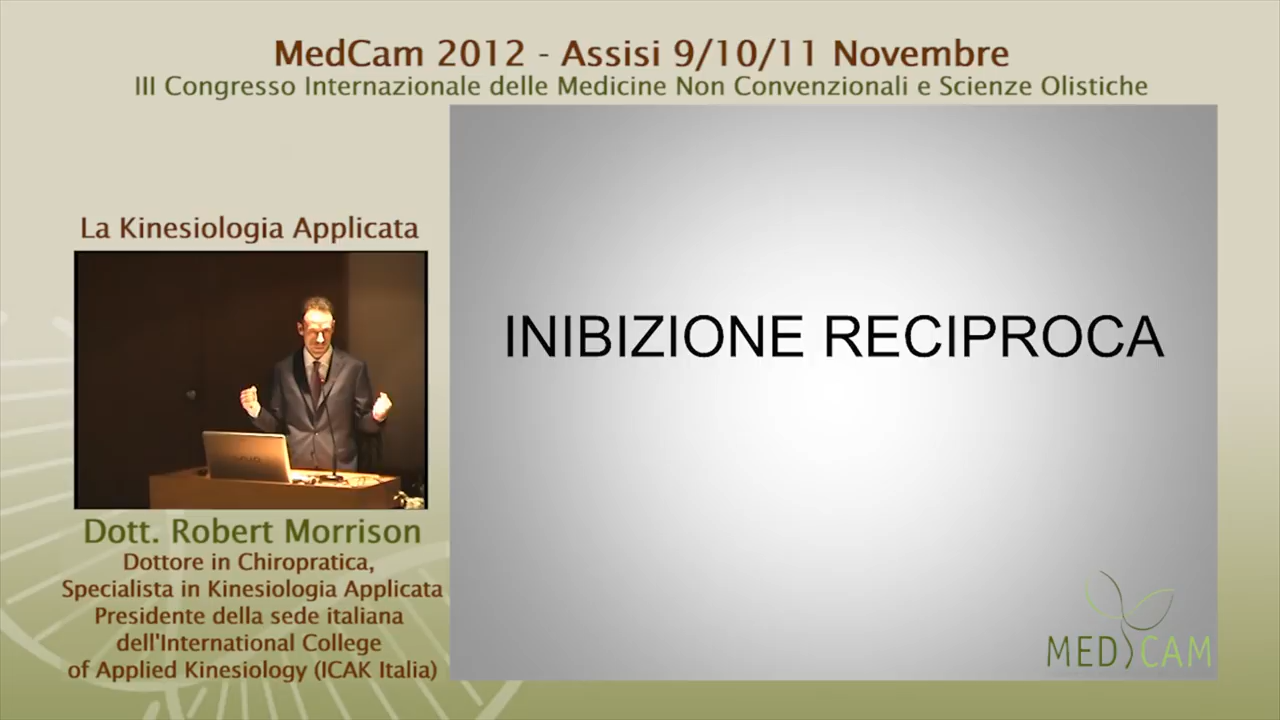 MedCam 2012 - Assisi 9/10/11 Novembre
III Congresso Internazionale delle Medicine Non Convenzionali e Scienze Olistiche
La Kinesiologia Applicata
Dott. Robert Morrison
Dottore in Chiropratica,
Specialista in Kinesiologia Applicata
Presidente della sede italiana
dell'International College
of Applied Kinesiology (ICAK Italia)
INIBIZIONE RECIPROCA
MEDICAM